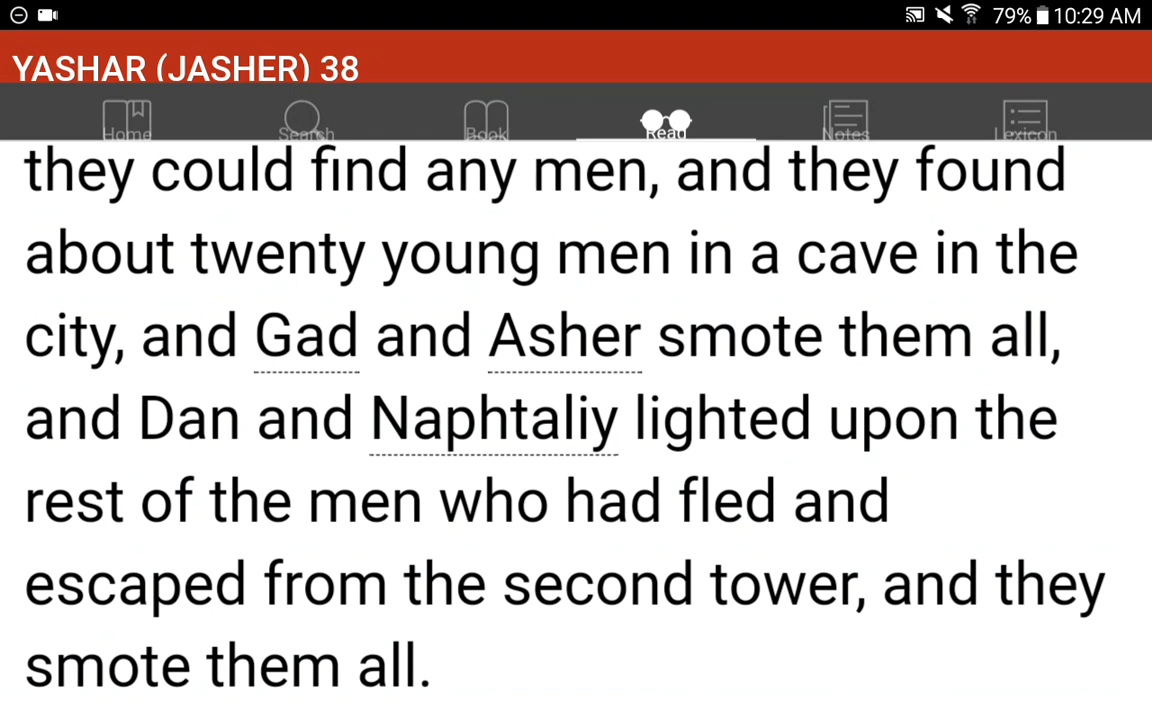 79% 10:29 AM
YASHAR (JASHER) 38
Home Search Book Read Notes Lexicon
they could find any men, and they found
about twenty young men in a cave in the
city, and Gad and Asher smote them all,
and Dan and Naphtaliy lighted upon the
rest of the men who had fled and
escaped from the second tower, and they
smote them all.